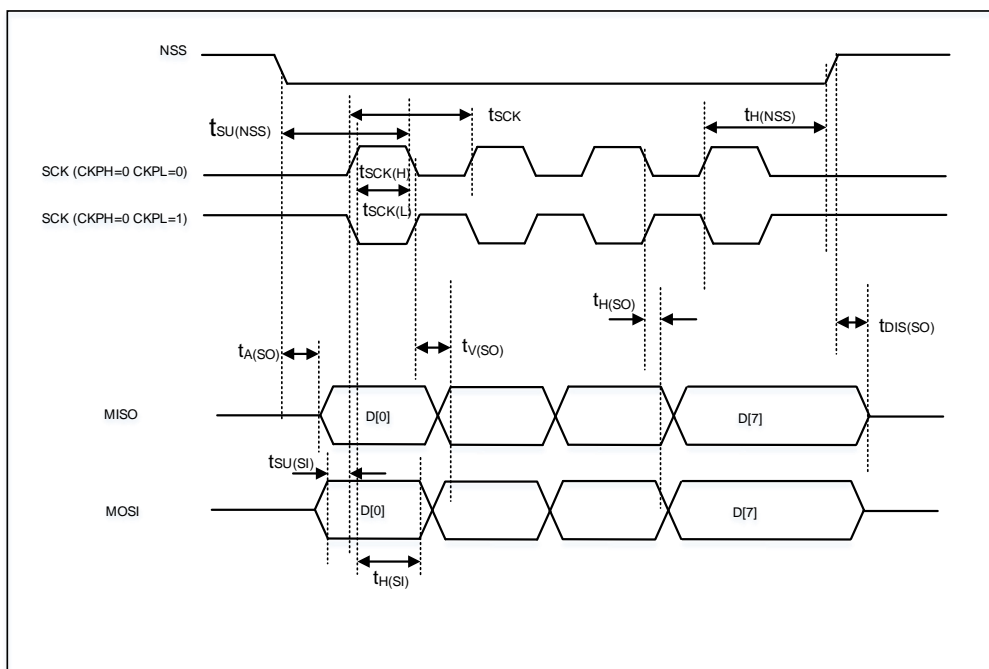 NSS
tSCK
tH(NSS)
tSU(NSS)
SCK (CKPH=0 CKPL=0)
tSCK(H)
tSCK(L)
SCK (CKPH=0 CKPL=1)
tH(SO)
tDIS(SO)
tA(SO)
tV(SO)
MISO
D[0]
D[7]
tSU(SI)
MOSI
D[0]
D[7]
tH(SI)